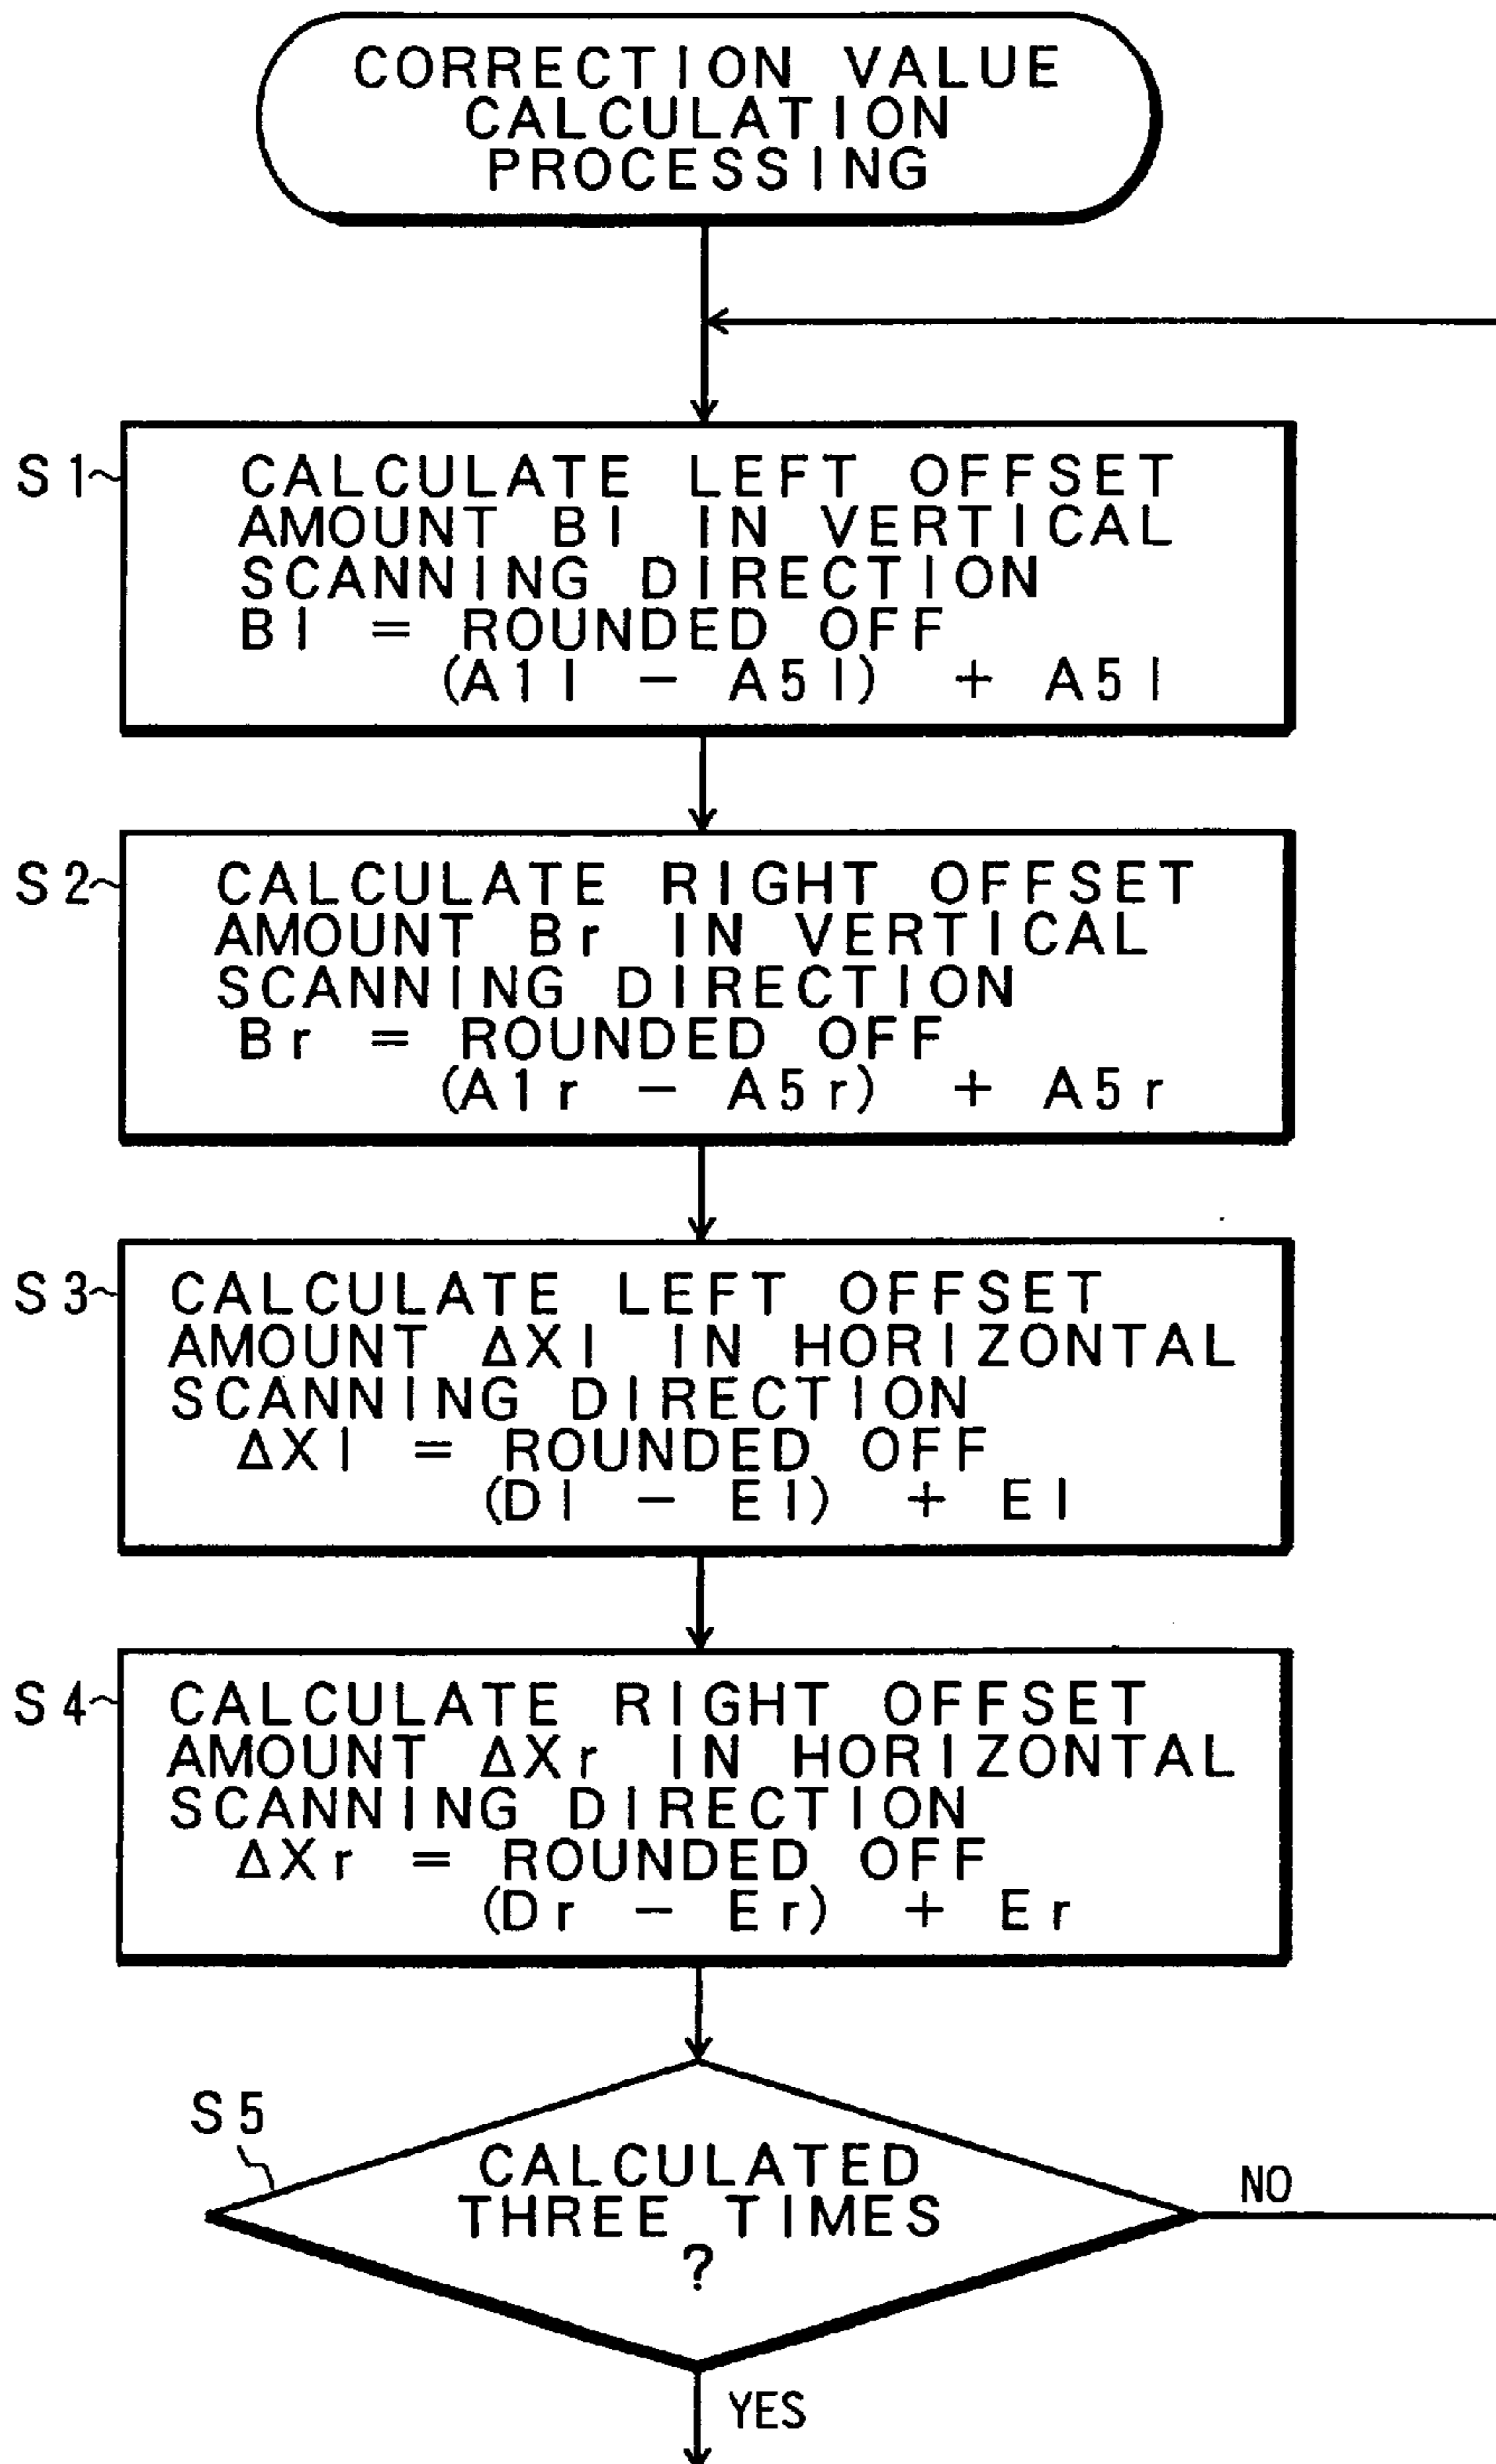 CORRECTION VALUE
CALCULATION
PROCESSING
S1
CALCULATE LEFT OFFSET
AMOUNT Bl IN VERTICAL
SCANNING DIRECTION
Bl = ROUNDED OFF
(A1l − A5l) + A5l
S2
CALCULATE RIGHT OFFSET
AMOUNT Br IN VERTICAL
SCANNING DIRECTION
Br = ROUNDED OFF
(A1r − A5r) + A5r
S3
CALCULATE LEFT OFFSET
AMOUNT ΔXl IN HORIZONTAL
SCANNING DIRECTION
ΔXl = ROUNDED OFF
(Dl − El) + El
S4
CALCULATE RIGHT OFFSET
AMOUNT ΔXr IN HORIZONTAL
SCANNING DIRECTION
ΔXr = ROUNDED OFF
(Dr − Er) + Er
S5
CALCULATED
THREE TIMES
?
NO
YES